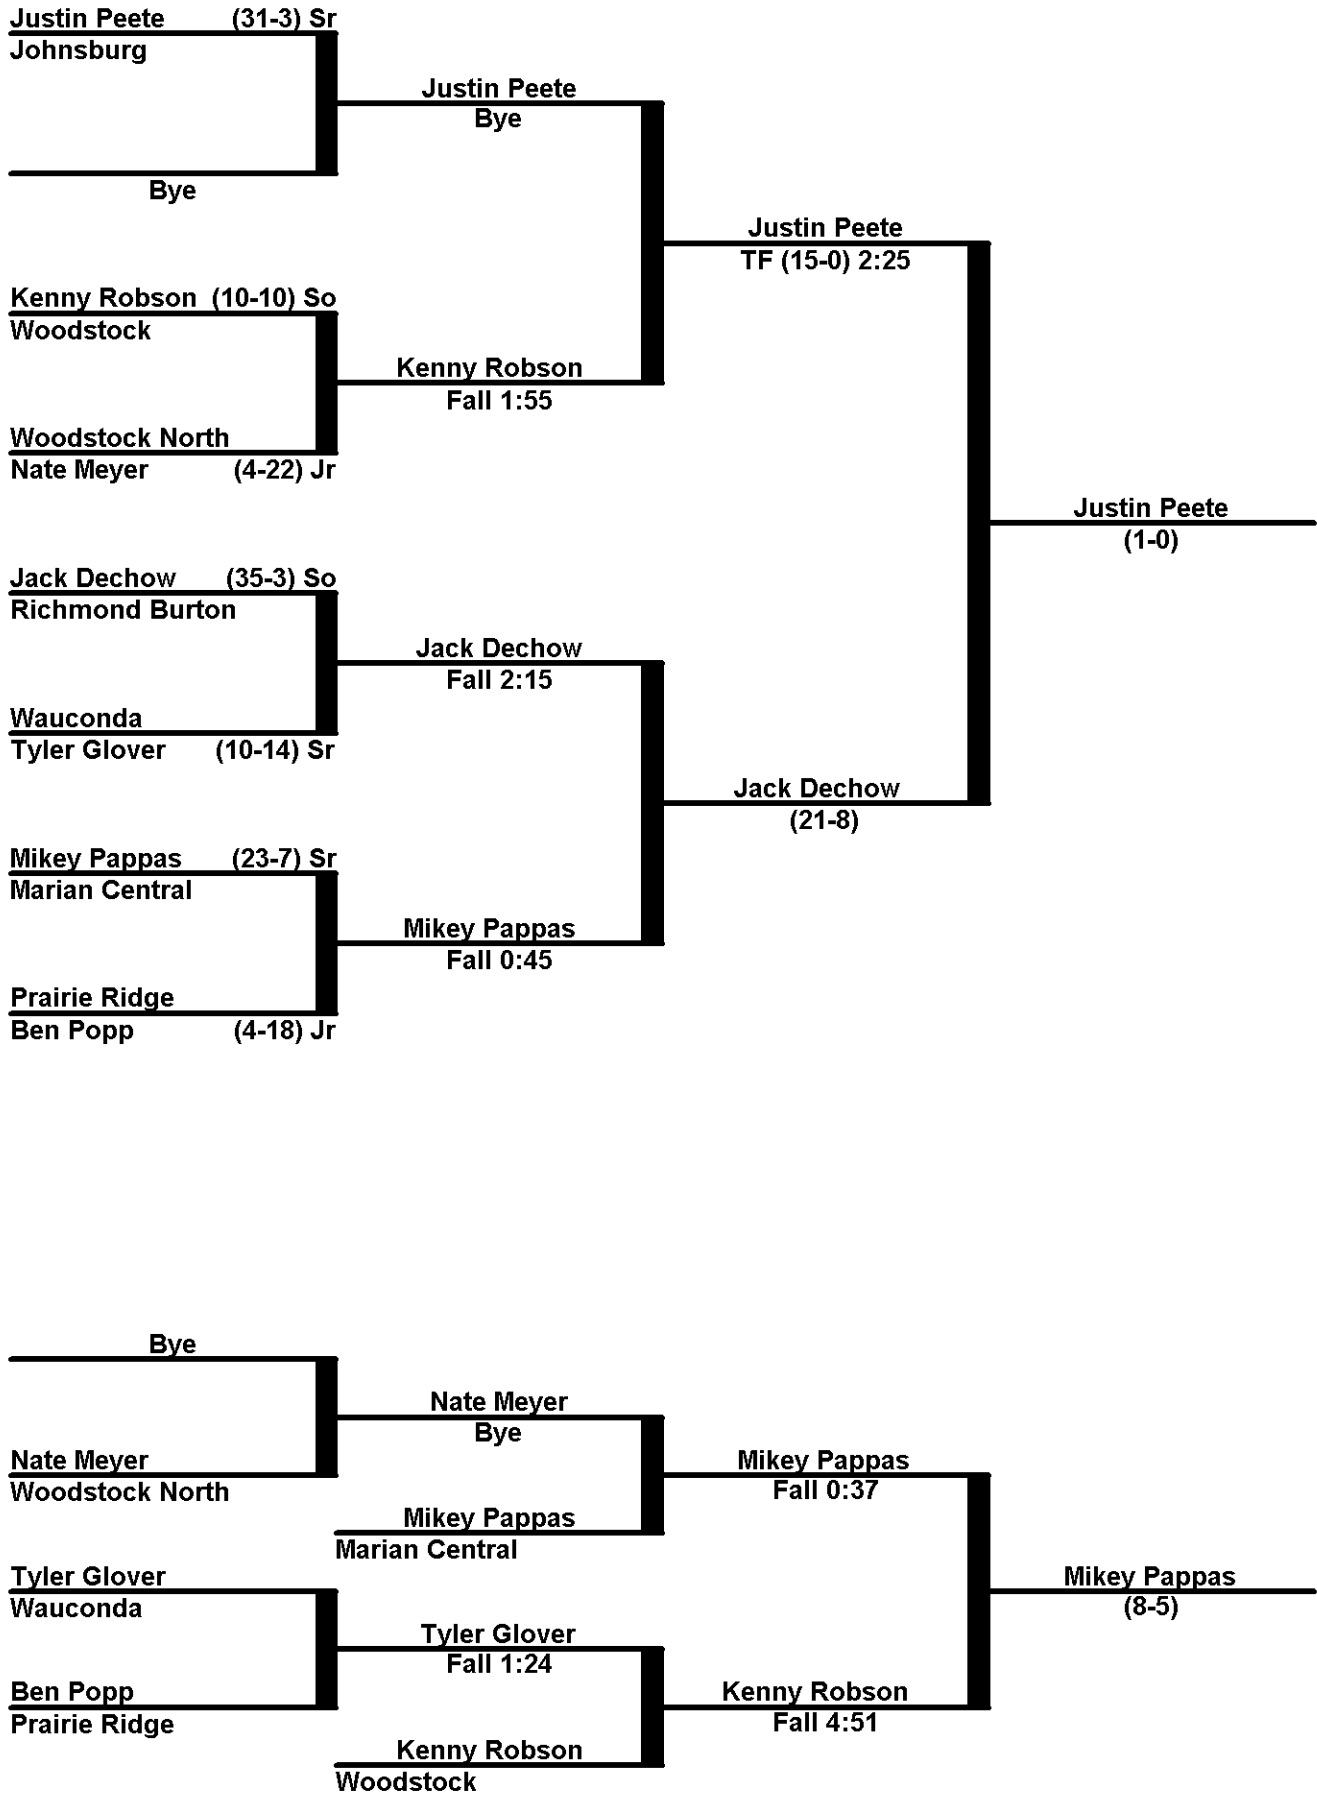 Justin Peete (31-3) Sr
Johnsburg
Justin Peete
Bye
Bye
Justin Peete
TF (15-0) 2:25
Kenny Robson (10-10) So
Woodstock
Kenny Robson
Fall 1:55
Woodstock North
Nate Meyer (4-22) Jr
Justin Peete
(1-0)
Jack Dechow (35-3) So
Richmond Burton
Jack Dechow
Fall 2:15
Wauconda
Tyler Glover (10-14) Sr
Jack Dechow
(21-8)
Mikey Pappas (23-7) Sr
Marian Central
Mikey Pappas
Fall 0:45
Prairie Ridge
Ben Popp (4-18) Jr
Bye
Nate Meyer
Bye
Nate Meyer
Woodstock North
Mikey Pappas
Fall 0:37
Mikey Pappas
Marian Central
Tyler Glover
Wauconda
Mikey Pappas
(8-5)
Tyler Glover
Fall 1:24
Ben Popp
Prairie Ridge
Kenny Robson
Fall 4:51
Kenny Robson
Woodstock